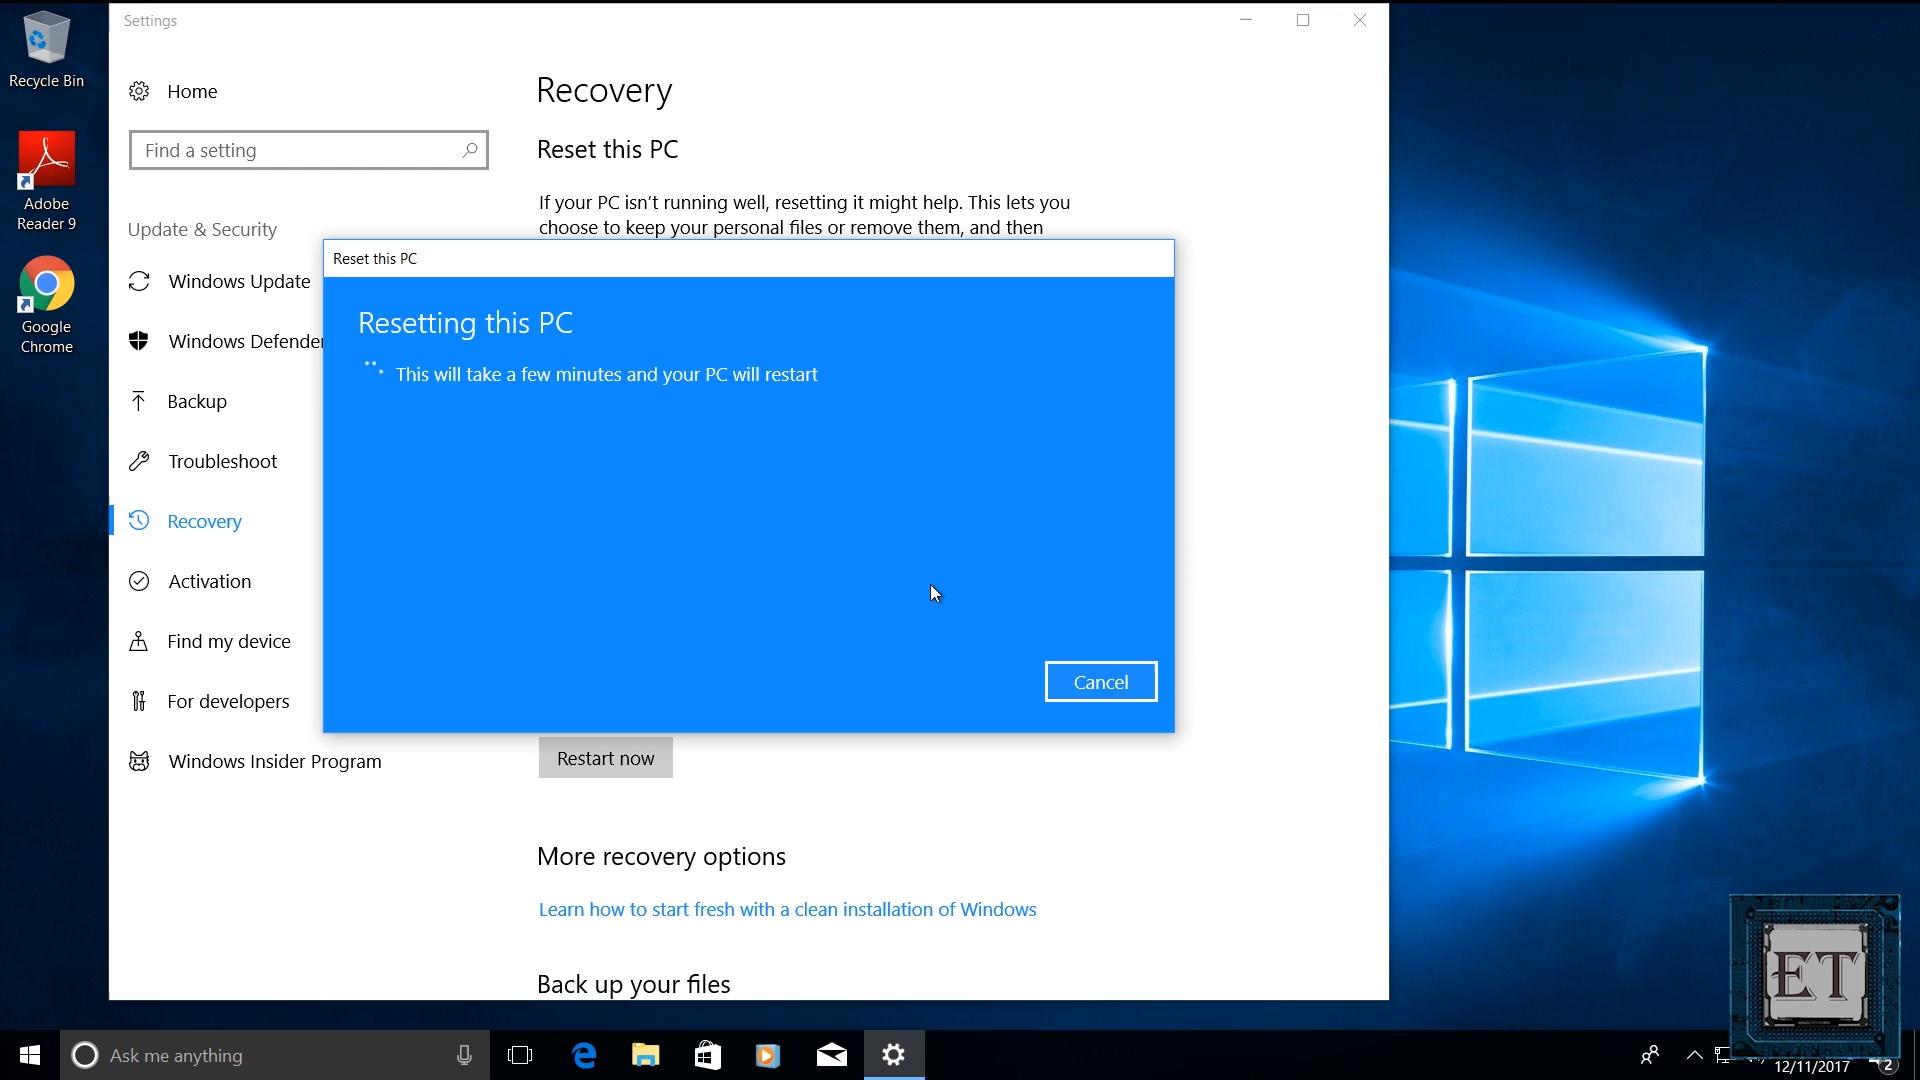 Recycle Bin
Adobe
Reader 9
Google
Chrome
Settings
Home
Find a setting
Update & Security
Windows Update
Windows Defender
Backup
Troubleshoot
Recovery
Activation
Find my device
For developers
Windows Insider Program
Recovery
Reset this PC
If your PC isn’t running well, resetting it might help. This lets you
choose to keep your personal files or remove them, and then
Reset this PC
Resetting this PC
This will take a few minutes and your PC will restart
Cancel
Restart now
More recovery options
Learn how to start fresh with a clean installation of Windows
Back up your files
ET
Ask me anything
12/11/2017
2